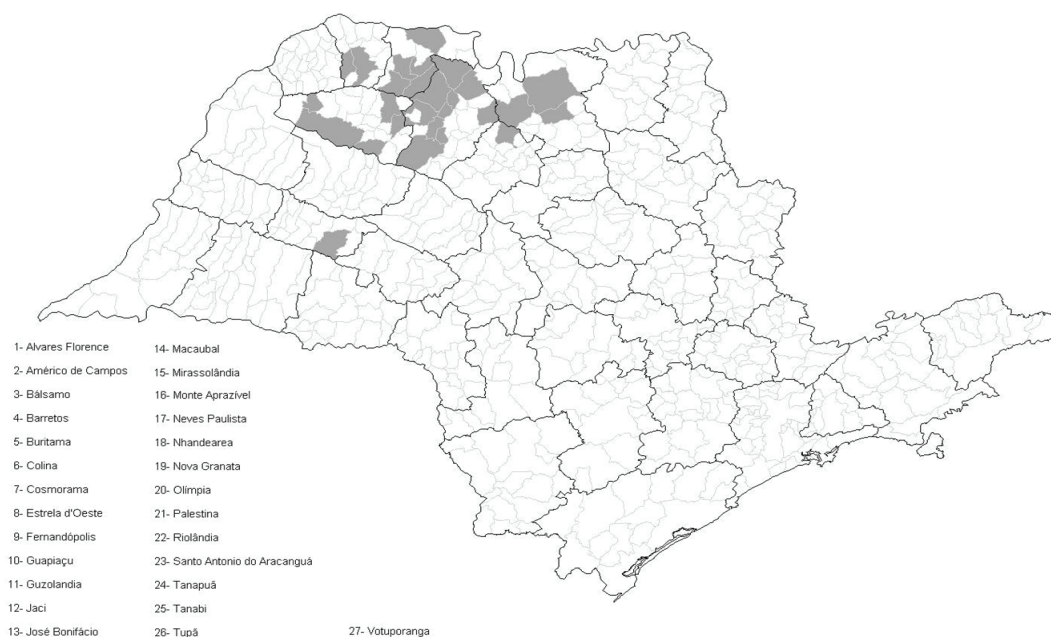 1- Alvares Florence
2- Américo de Campos
3- Bálsamo
4- Barretos
5- Buritama
6- Colina
7- Cosmorama
8- Estrela d'Oeste
9- Fernandópolis
10- Guapiaçu
11- Guzolandia
12- Jaci
13- José Bonifácio
14- Macaubal
15- Mirassolândia
16- Monte Aprazível
17- Neves Paulista
18- Nhandearea
19- Nova Granata
20- Olímpia
21- Palestina
22- Riolândia
23- Santo Antonio do Aracanguá
24- Tanapuã
25- Tanabi
26- Tupã
27- Votuporanga